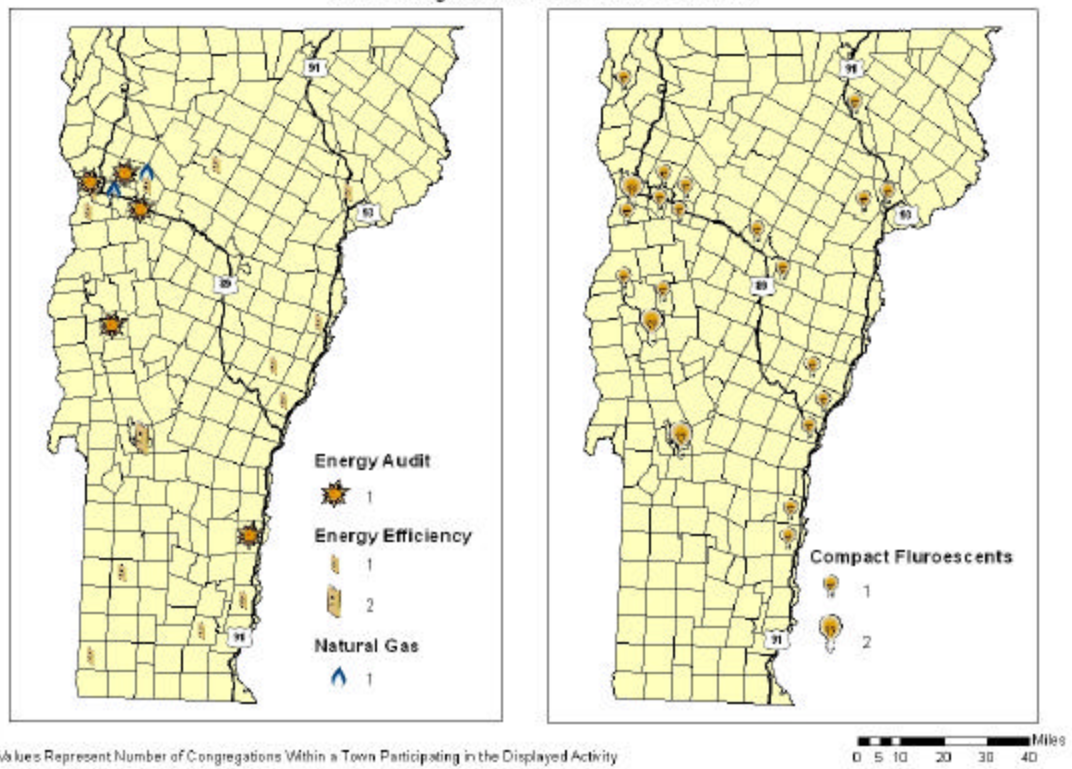 91
91
93
93
89
89
Energy Audit
1
Energy Efficiency
1
2
Natural Gas
1
91
Compact Fluroescents
1
2
91
Values Represent Number of Congregations Within a Town Participating in the Displayed Activity
Miles
0 5 10 20 30 40